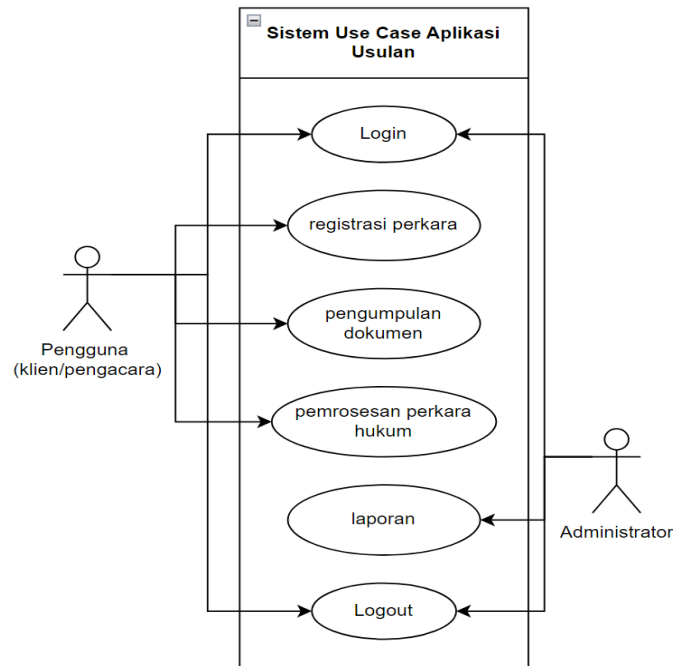 Sistem Use Case Aplikasi
Usulan
Login
registrasi perkara
pengumpulan
dokumen
Pengguna
(klien/pengacara)
pemrosesan perkara
hukum
laporan
Administrator
Logout